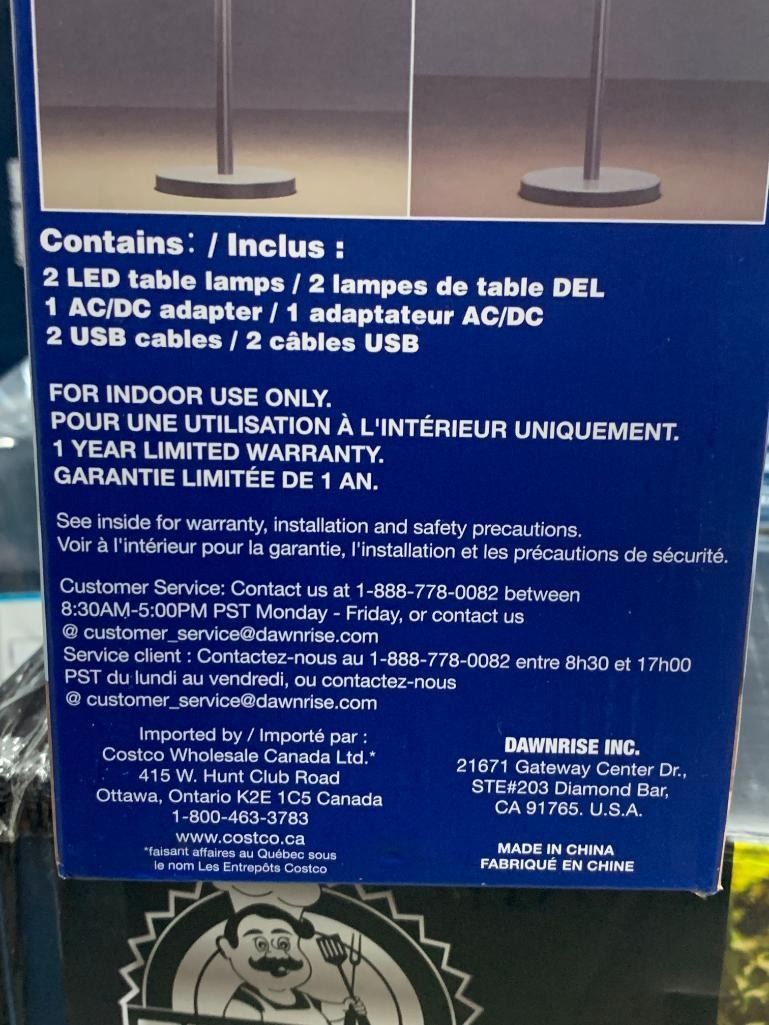 Contains: / Inclus :
2 LED table lamps / 2 lampes de table DEL
1 AC/DC adapter / 1 adaptateur AC/DC
2 USB cables / 2 câbles USB
FOR INDOOR USE ONLY.
POUR UNE UTILISATION À L'INTÉRIEUR UNIQUEMENT.
1 YEAR LIMITED WARRANTY.
GARANTIE LIMITÉE DE 1 AN.
See inside for warranty, installation and safety precautions.
Voir à l'intérieur pour la garantie, l'installation et les précautions de sécurité.
Customer Service: Contact us at 1-888-778-0082 between
8:30AM-5:00PM PST Monday - Friday, or contact us
@ customer_service@dawnrise.com
Service client : Contactez-nous au 1-888-778-0082 entre 8h30 et 17h00
PST du lundi au vendredi, ou contactez-nous
@ customer_service@dawnrise.com
Imported by / Importé par :
Costco Wholesale Canada Ltd.*
415 W. Hunt Club Road
Ottawa, Ontario K2E 1C5 Canada
1-800-463-3783
www.costco.ca
*faisant affaires au Québec sous
le nom Les Entrepôts Costco
DAWNRISE INC.
21671 Gateway Center Dr.,
STE#203 Diamond Bar,
CA 91765. U.S.A.
MADE IN CHINA
FABRIQUÉ EN CHINE